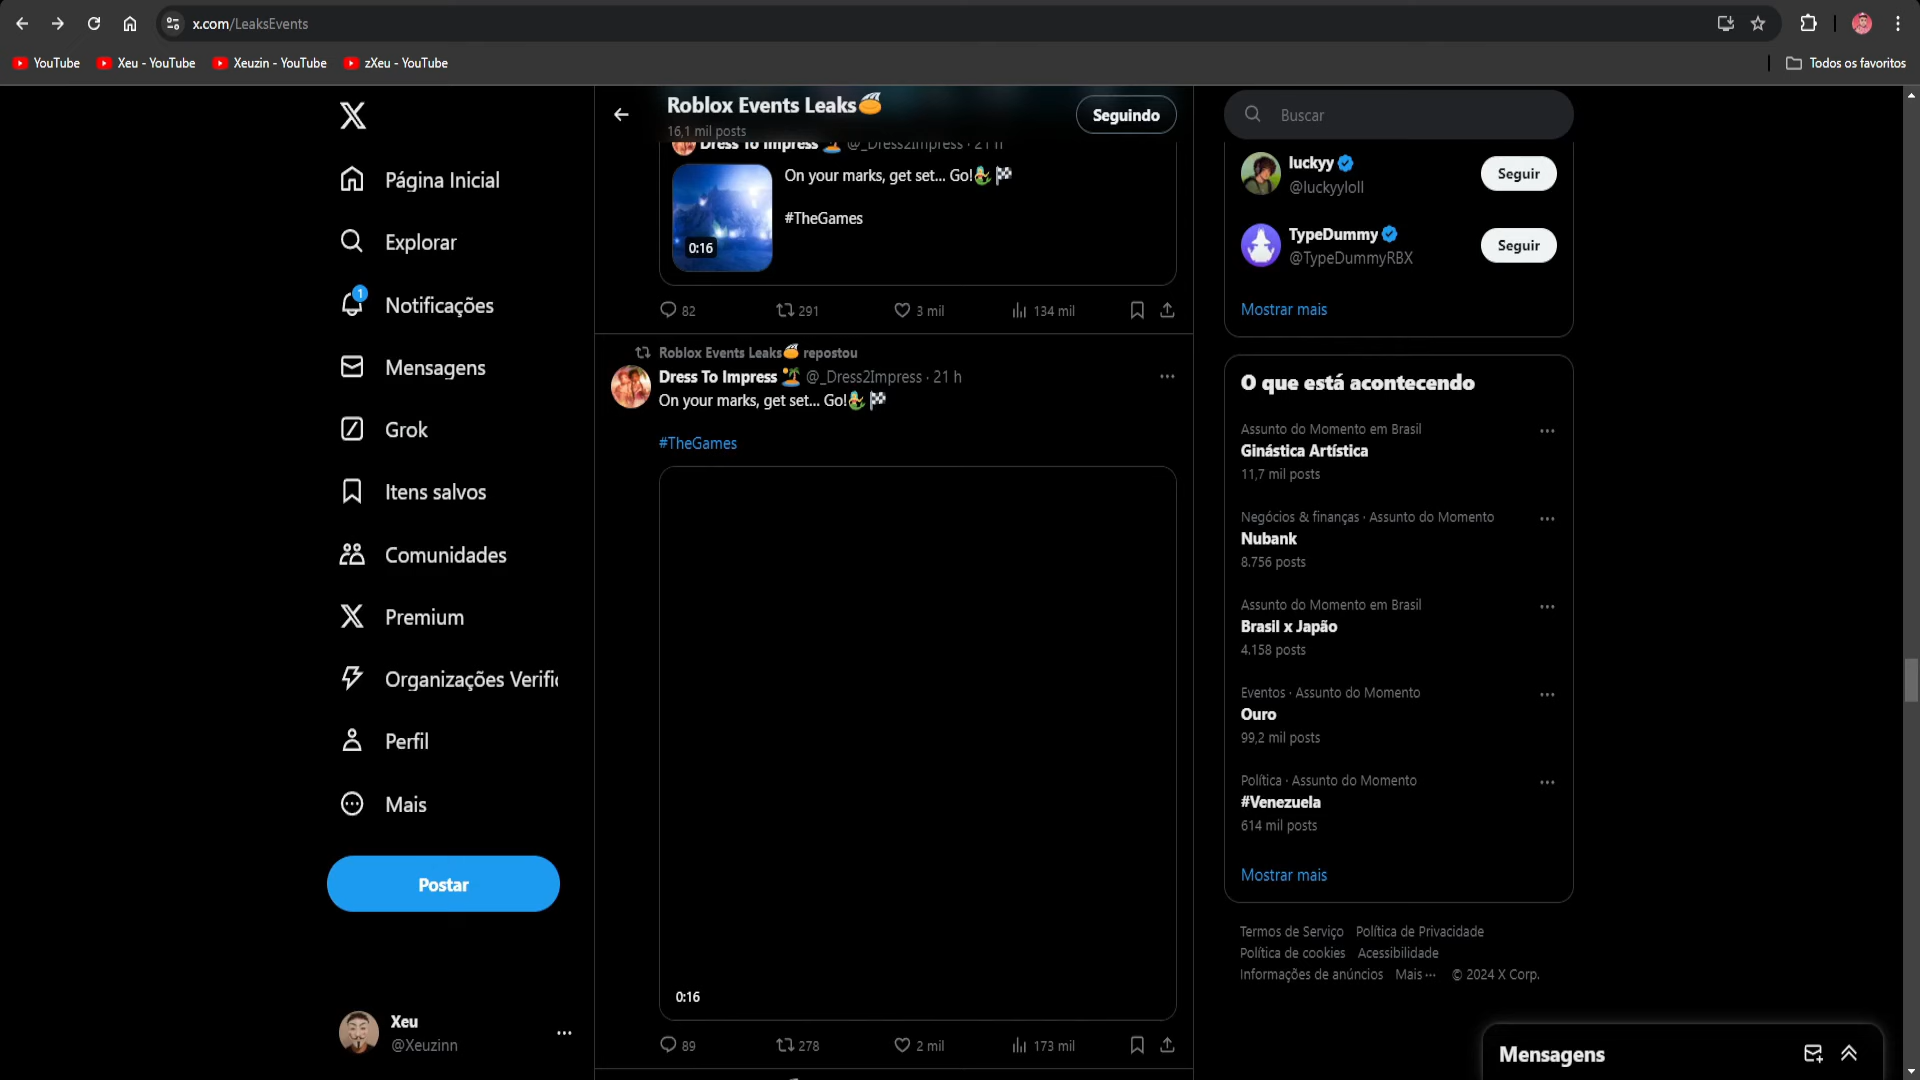 x.com/LeaksEvents
YouTube
Xeu - YouTube
Xeuzin - YouTube
zXeu - YouTube
Todos os favoritos
Página Inicial
Explorar
1
Notificações
Mensagens
Grok
Itens salvos
Comunidades
Premium
Organizações Verific
Perfil
Mais
Postar
Xeu
@Xeuzinn
Roblox Events Leaks
16,1 mil posts
Seguindo
Dress To Impress @_Dress2Impress · 21 h
On your marks, get set... Go!
#TheGames
0:16
82 291 3 mil 134 mil
Roblox Events Leaks repostou
Dress To Impress @_Dress2Impress · 21 h
On your marks, get set... Go!
#TheGames
0:16
89 278 2 mil 173 mil
Buscar
luckyy
@luckyyloll
Seguir
TypeDummy
@TypeDummyRBX
Seguir
Mostrar mais
O que está acontecendo
Assunto do Momento em Brasil
Ginástica Artística
11,7 mil posts
Negócios & finanças · Assunto do Momento
Nubank
8.756 posts
Assunto do Momento em Brasil
Brasil x Japão
4.158 posts
Eventos · Assunto do Momento
Ouro
99,2 mil posts
Política · Assunto do Momento
#Venezuela
614 mil posts
Mostrar mais
Termos de Serviço Política de Privacidade
Política de cookies Acessibilidade
Informações de anúncios Mais ··· © 2024 X Corp.
Mensagens